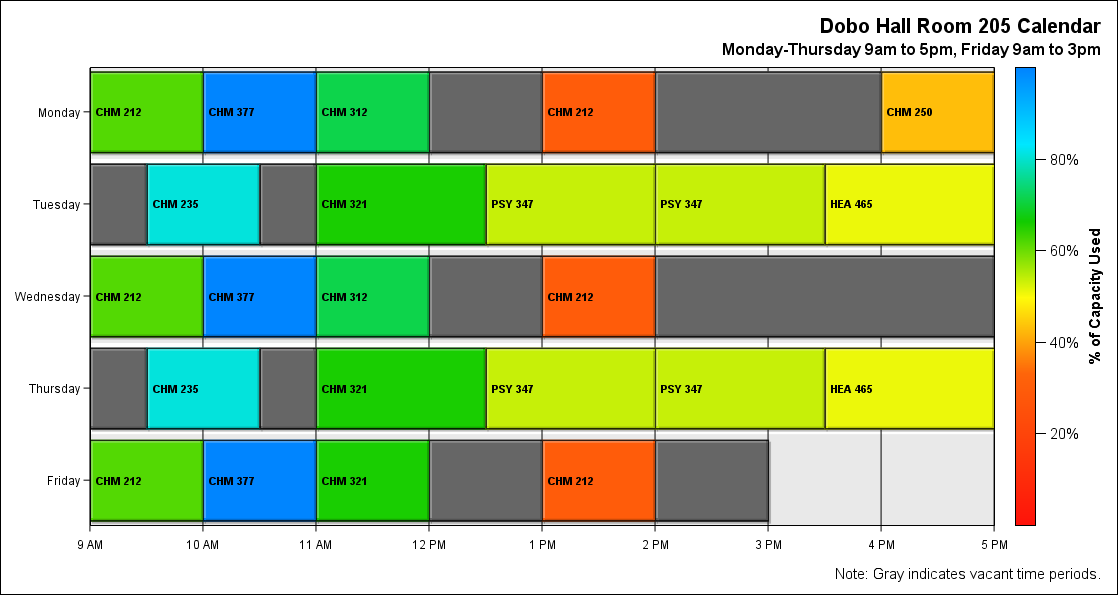 Dobo Hall Room 205 Calendar
Monday-Thursday 9am to 5pm, Friday 9am to 3pm
Monday
CHM 212
CHM 377
CHM 312
CHM 212
CHM 250
Tuesday
CHM 235
CHM 321
PSY 347
PSY 347
HEA 465
Wednesday
CHM 212
CHM 377
CHM 312
CHM 212
Thursday
CHM 235
CHM 321
PSY 347
PSY 347
HEA 465
Friday
CHM 212
CHM 377
CHM 321
CHM 212
9 AM
10 AM
11 AM
12 PM
1 PM
2 PM
3 PM
4 PM
5 PM
80%
60%
40%
20%
% of Capacity Used
Note: Gray indicates vacant time periods.